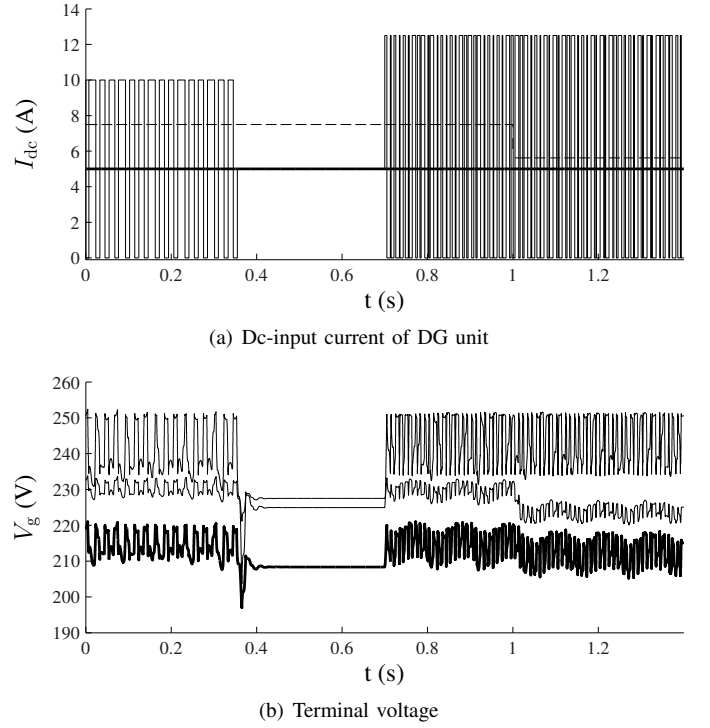 14
12
10
8
6
4
2
0
I_dc (A)
0 0.2 0.4 0.6 0.8 1 1.2
t (s)
(a) Dc-input current of DG unit
260
250
240
230
220
210
200
190
V_g (V)
0 0.2 0.4 0.6 0.8 1 1.2
t (s)
(b) Terminal voltage